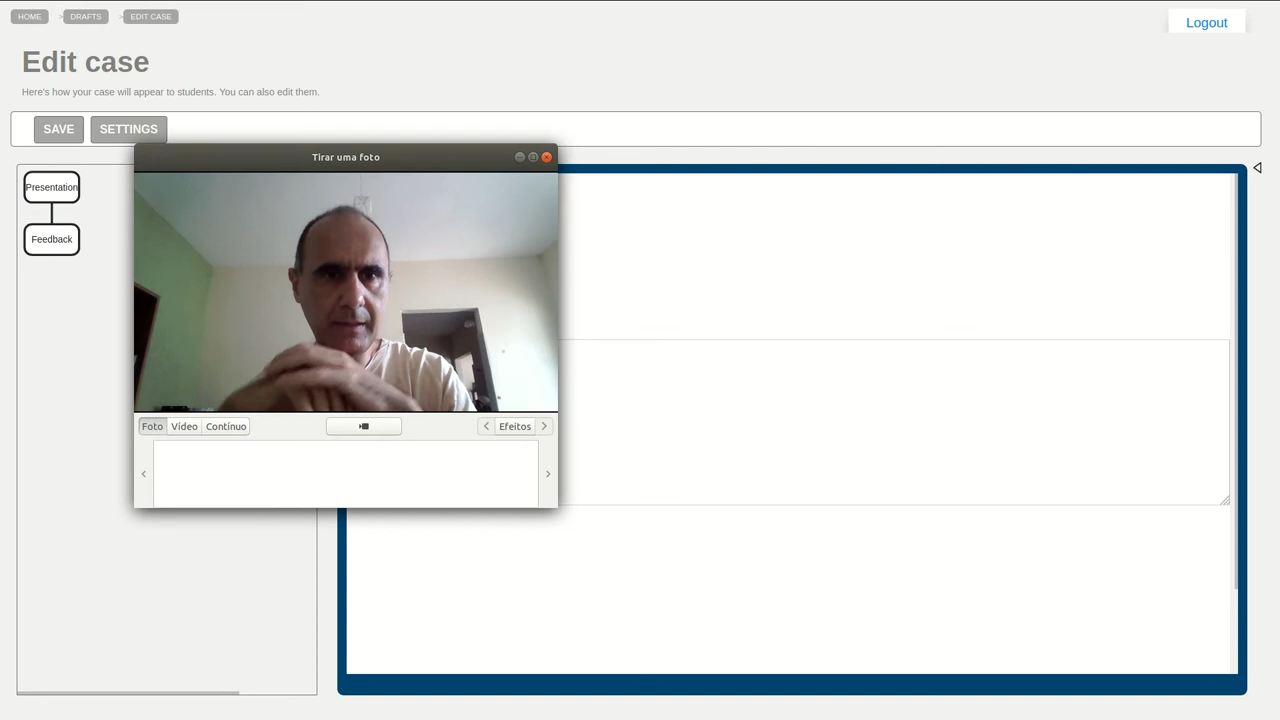 HOME > DRAFTS > EDIT CASE
Logout
Edit case
Here's how your case will appear to students. You can also edit them.
SAVE SETTINGS
Tirar uma foto
Presentation
Feedback
Foto Vídeo Contínuo Efeitos